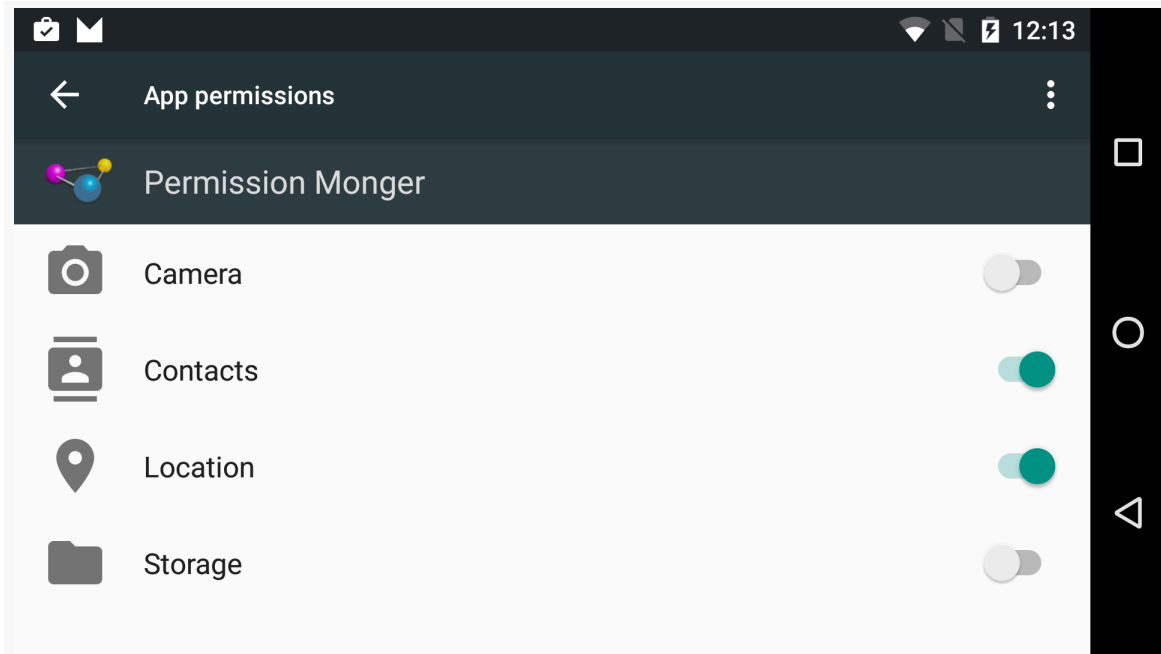 12:13
App permissions
Permission Monger
Camera
Contacts
Location
Storage